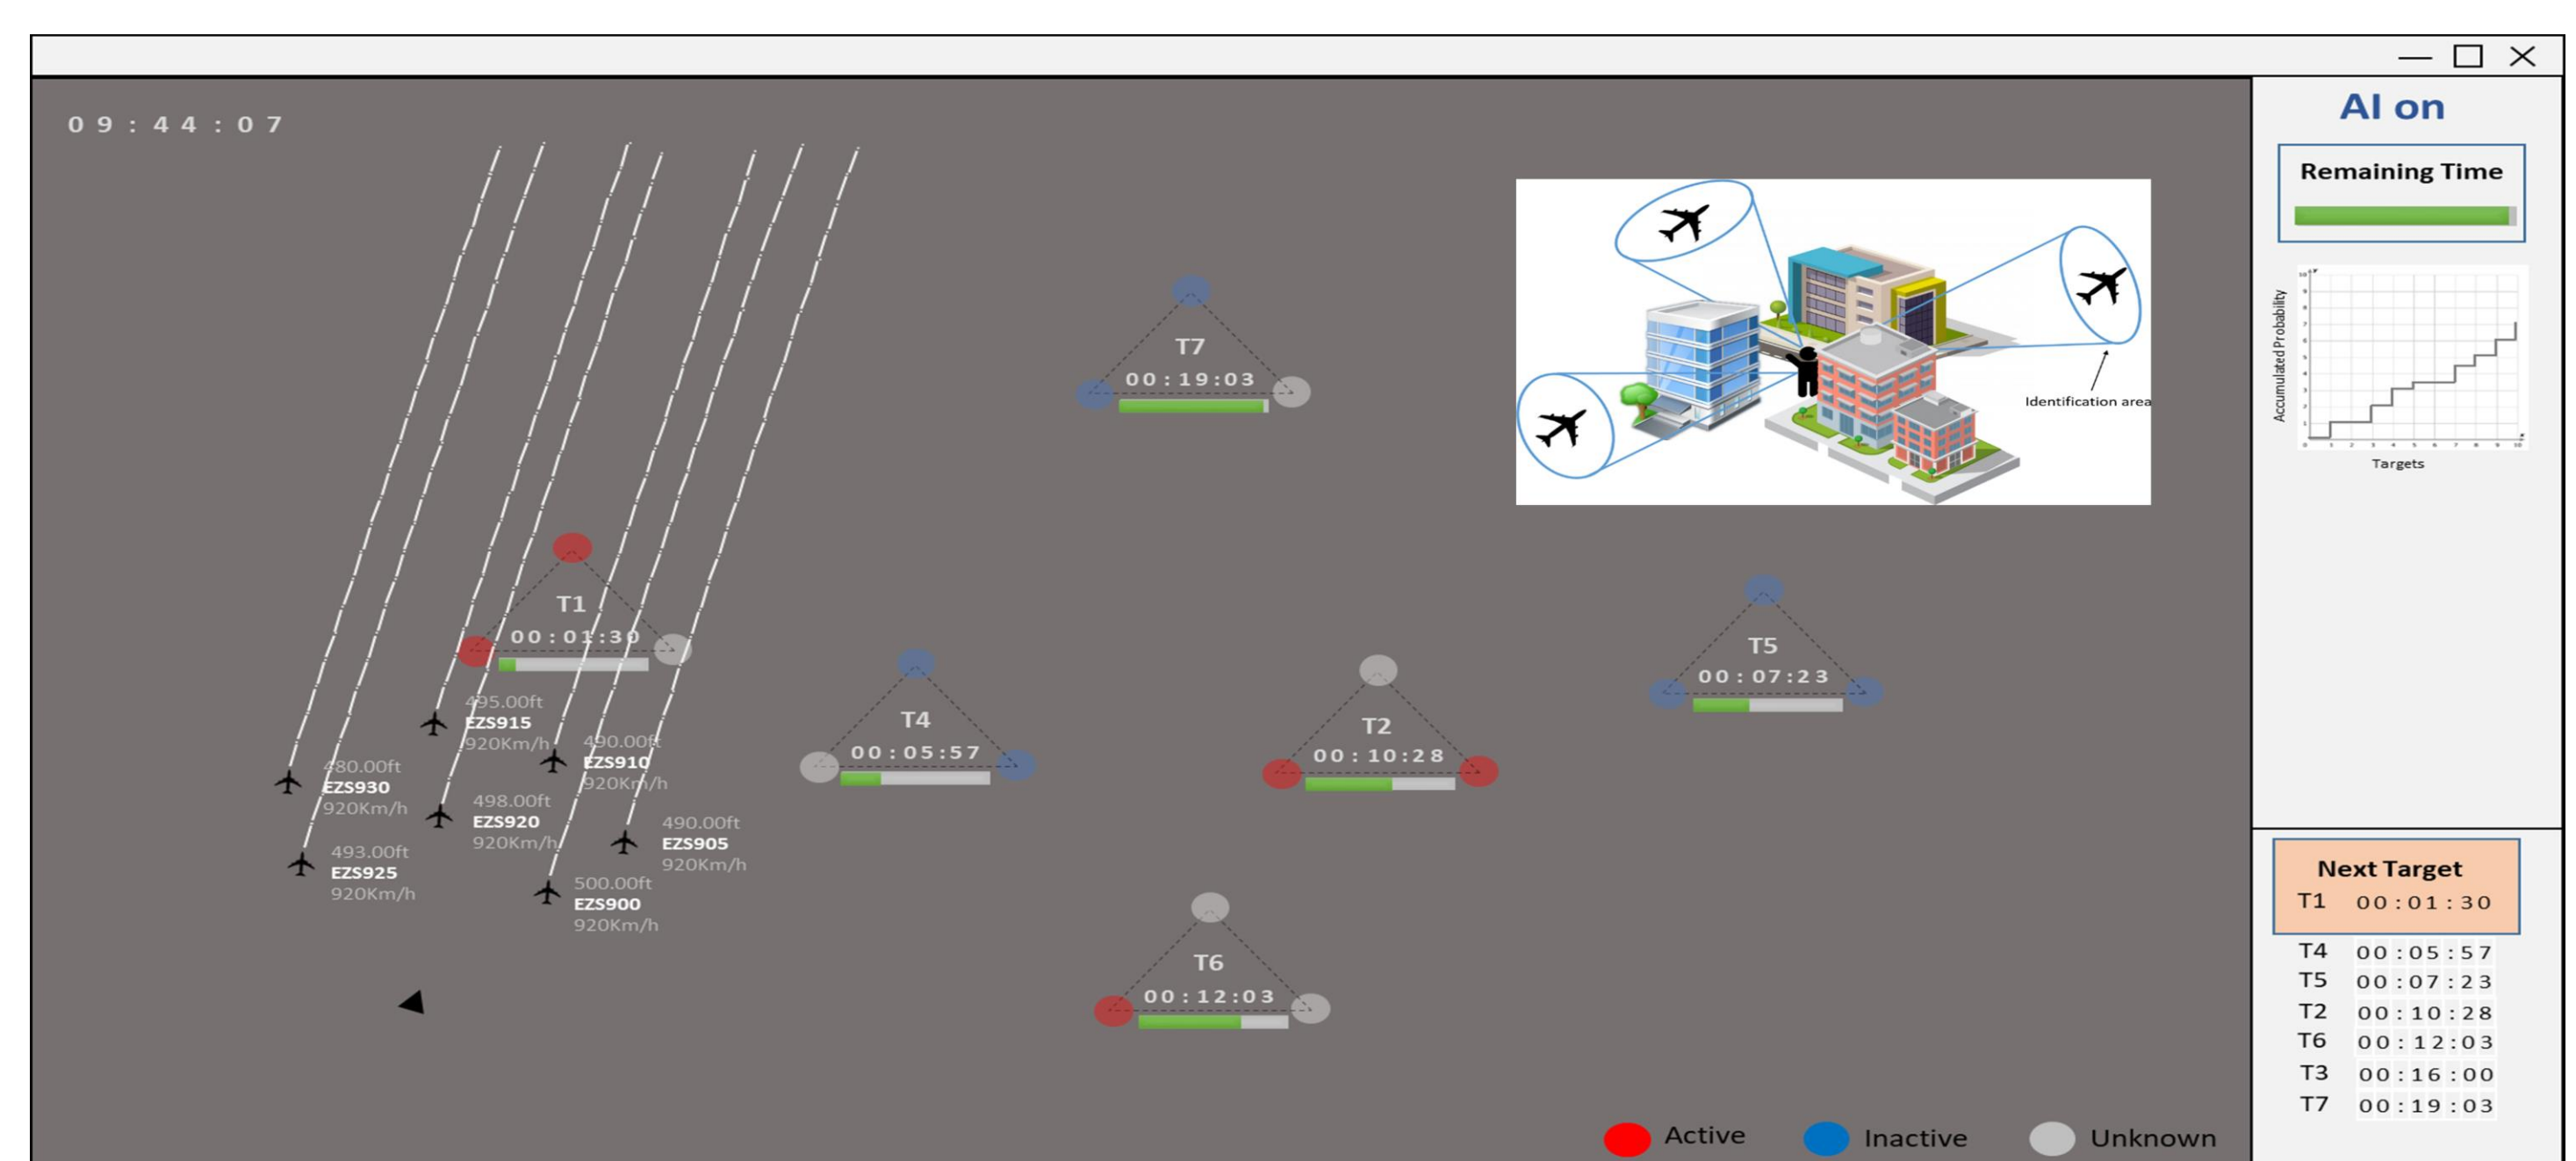 09:44:07
AI on
Remaining Time
Accumulated Probability
Targets
Identification area
T7
00:19:03
T1
00:01:30
T5
00:07:23
T4
00:05:57
T2
00:10:28
T6
00:12:03
495.00ft
EZS915
920Km/h
490.00ft
EZS910
920Km/h
480.00ft
EZS930
920Km/h
498.00ft
EZS920
920Km/h
490.00ft
EZS905
920Km/h
493.00ft
EZS925
920Km/h
500.00ft
EZS900
920Km/h
Next Target
T1 00:01:30
T4 00:05:57
T5 00:07:23
T2 00:10:28
T6 00:12:03
T3 00:16:00
T7 00:19:03
Active Inactive Unknown